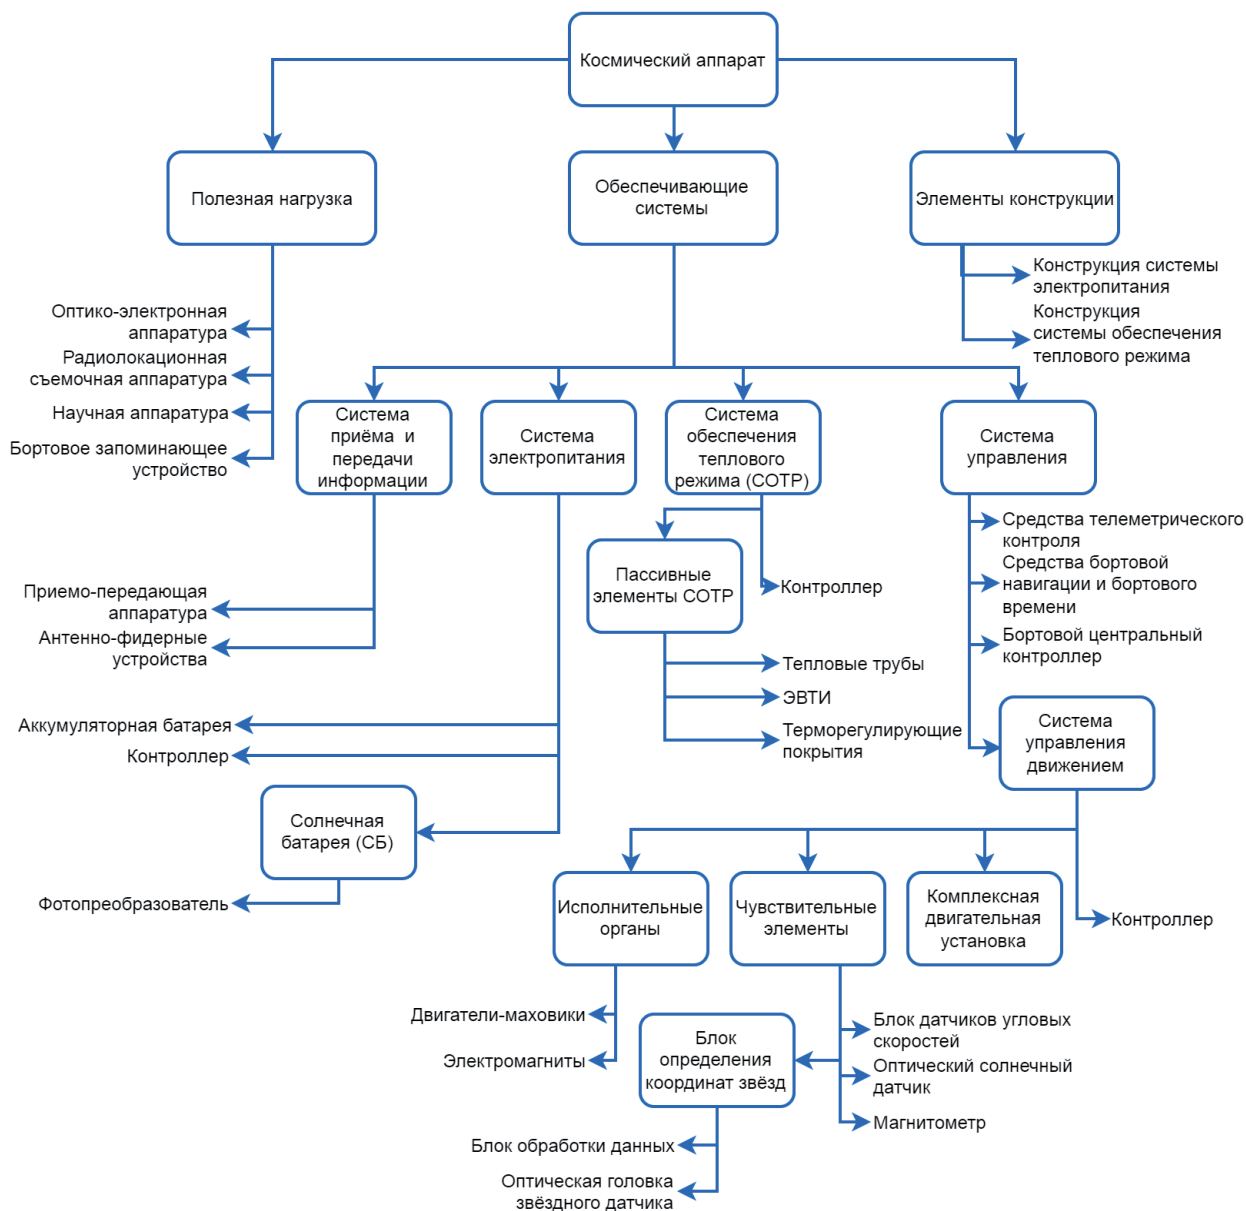 Космический аппарат
Полезная нагрузка
Обеспечивающие
системы
Элементы конструкции
Конструкция системы
электропитания
Конструкция
системы обеспечения
теплового режима
Оптико-электронная
аппаратура
Радиолокационная
съемочная аппаратура
Научная аппаратура
Бортовое запоминающее
устройство
Система
приёма и
передачи
информации
Система
электропитания
Система
обеспечения
теплового
режима (СОТР)
Система
управления
Приемо-передающая
аппаратура
Антенно-фидерные
устройства
Пассивные
элементы СОТР
Контроллер
Средства телеметрического
контроля
Средства бортовой
навигации и бортового
времени
Бортовой центральный
контроллер
Тепловые трубы
ЭВТИ
Терморегулирующие
покрытия
Система
управления
движением
Аккумуляторная батарея
Контроллер
Солнечная
батарея (СБ)
Фотопреобразователь
Исполнительные
органы
Чувствительные
элементы
Комплексная
двигательная
установка
Контроллер
Двигатели-маховики
Электромагниты
Блок
определения
координат звёзд
Блок датчиков угловых
скоростей
Оптический солнечный
датчик
Магнитометр
Блок обработки данных
Оптическая головка
звёздного датчика